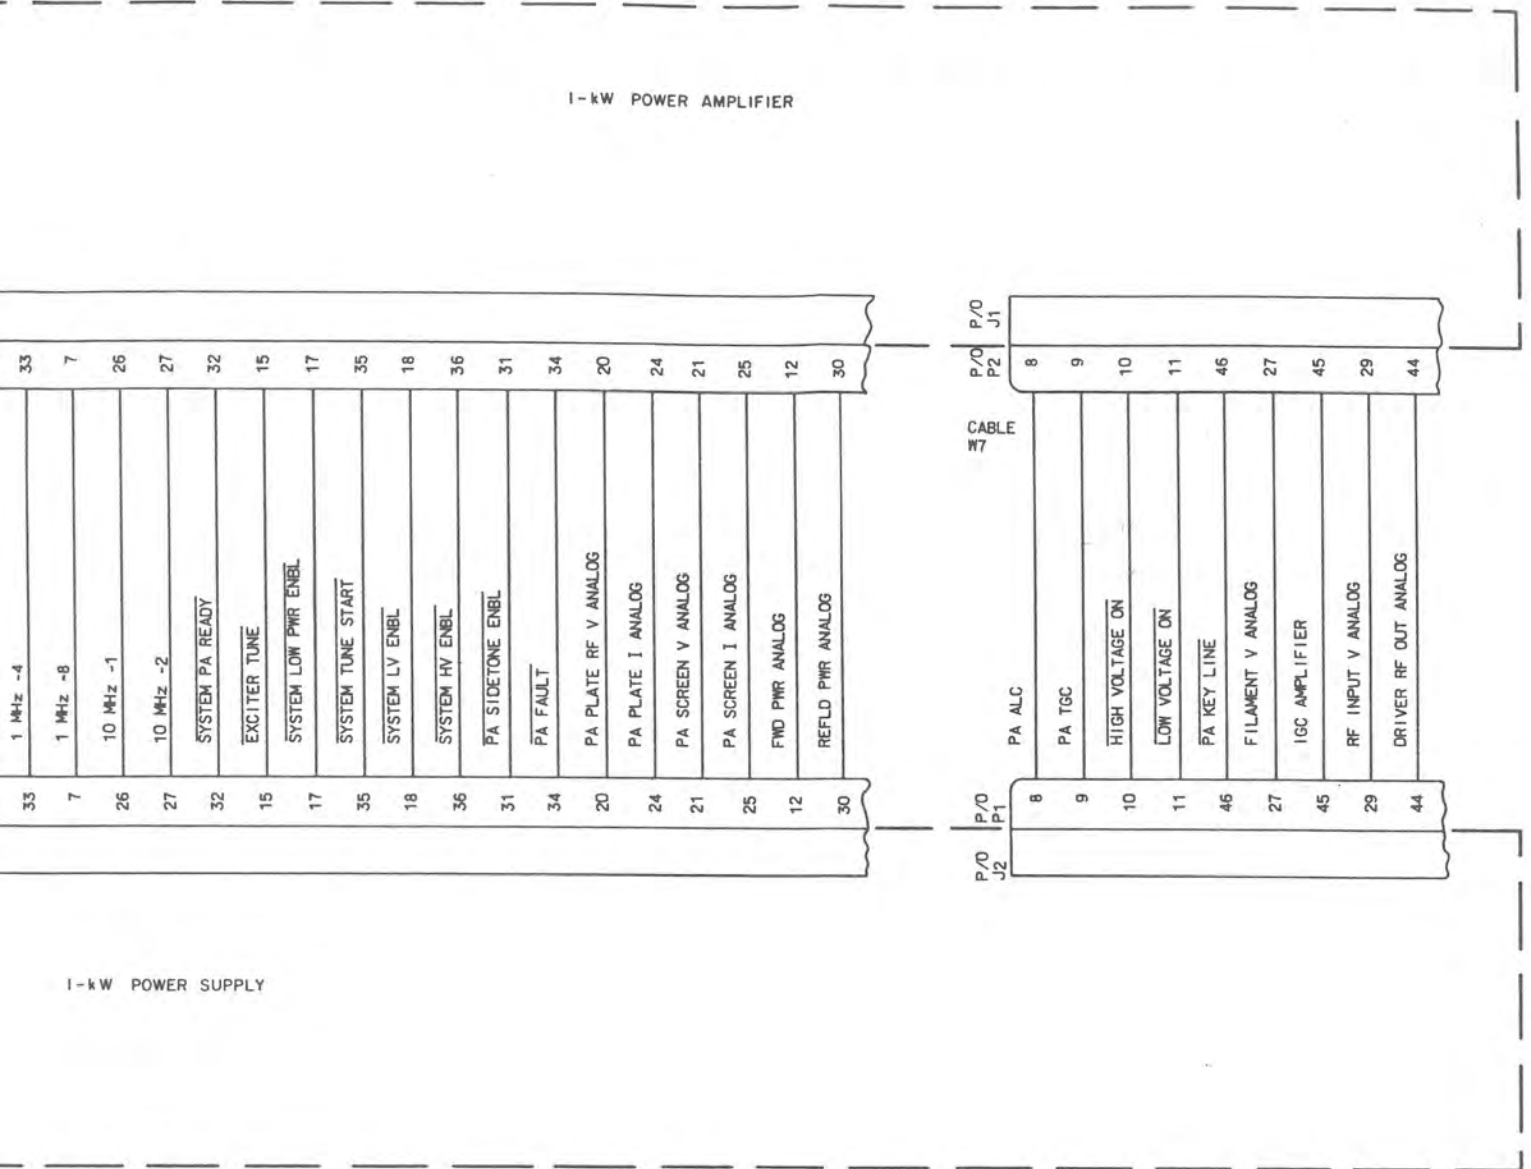 1-kW POWER AMPLIFIER
33
7
26
27
32
15
17
35
18
36
31
34
20
24
21
25
12
30
P/O J1
P/O P2
8
9
10
11
46
27
45
29
44
CABLE
W7
1 MHz -4
1 MHz -8
10 MHz -1
10 MHz -2
SYSTEM PA READY
EXCITER TUNE
SYSTEM LOW PWR ENBL
SYSTEM TUNE START
SYSTEM LV ENBL
SYSTEM HV ENBL
PA SIDETONE ENBL
PA FAULT
PA PLATE RF V ANALOG
PA PLATE I ANALOG
PA SCREEN V ANALOG
PA SCREEN I ANALOG
FWD PWR ANALOG
REFLD PWR ANALOG
PA ALC
PA TGC
HIGH VOLTAGE ON
LOW VOLTAGE ON
PA KEY LINE
FILAMENT V ANALOG
IGC AMPLIFIER
RF INPUT V ANALOG
DRIVER RF OUT ANALOG
33
7
26
27
32
15
17
35
18
36
31
34
20
24
21
25
12
30
P/O P1
8
9
10
11
46
27
45
29
44
P/O J2
1-kW POWER SUPPLY